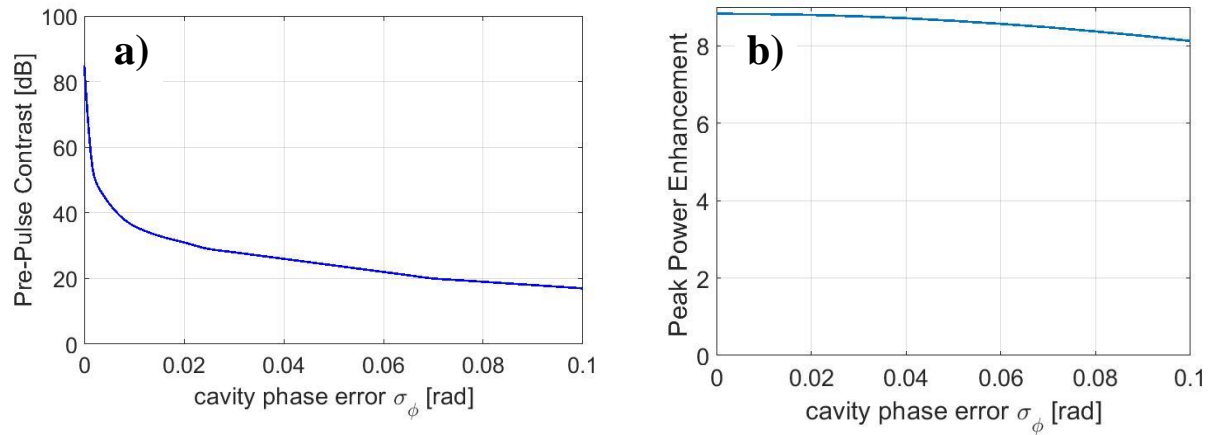 a)
Pre-Pulse Contrast [dB]
100
80
60
40
20
0
0 0.02 0.04 0.06 0.08 0.1
cavity phase error σϕ [rad]
b)
Peak Power Enhancement
8
6
4
2
0
0 0.02 0.04 0.06 0.08 0.1
cavity phase error σϕ [rad]